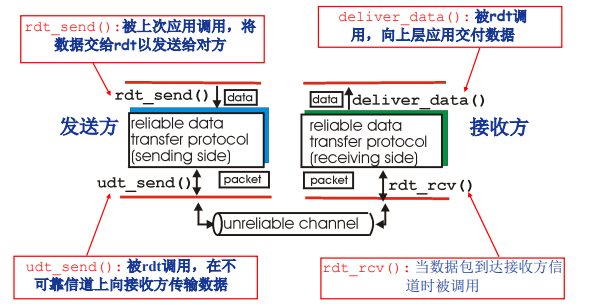 rdt_send():被上次应用调用，将
数据交给rdt以发送给对方
deliver_data():被rdt调
用，向上层应用交付数据
rdt_send()
data
data
deliver_data()
发送方
reliable data
transfer protocol
(sending side)
reliable data
transfer protocol
(receiving side)
接收方
udt_send()
packet
packet
rdt_rcv()
unreliable channel
udt_send():被rdt调用，在不
可靠信道上向接收方传输数据
rdt_rcv():当数据包到达接收方信
道时被调用